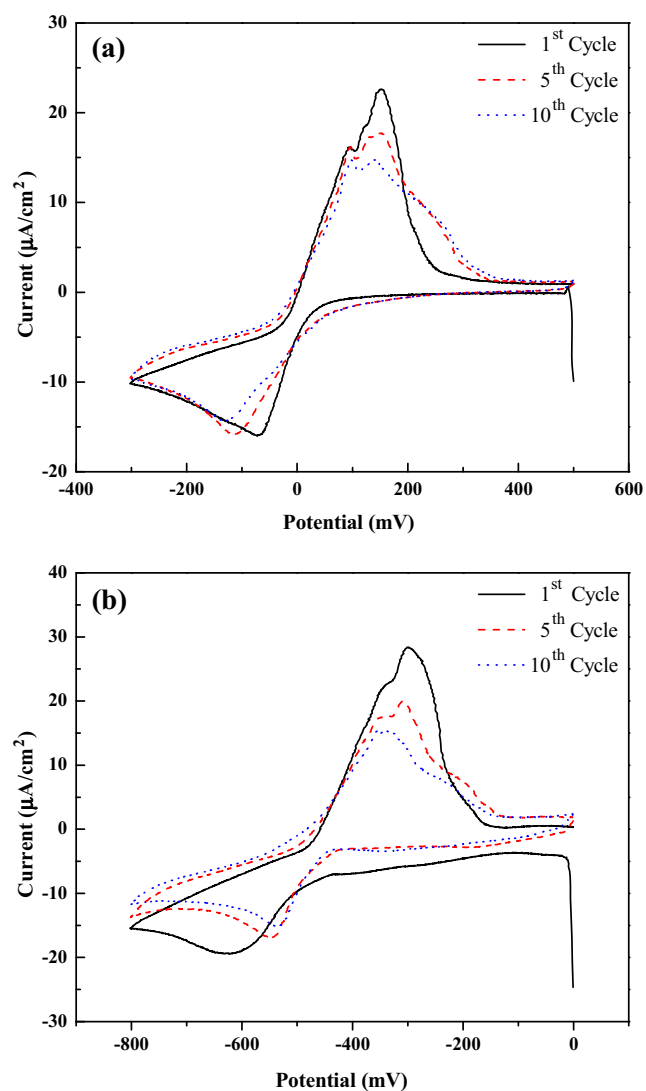 (a)
1st Cycle
5th Cycle
10th Cycle
30
20
10
0
-10
-20
Current (µA/cm2)
-400 -200 0 200 400 600
Potential (mV)
(b)
1st Cycle
5th Cycle
10th Cycle
40
30
20
10
0
-10
-20
-30
Current (µA/cm2)
-800 -600 -400 -200 0
Potential (mV)